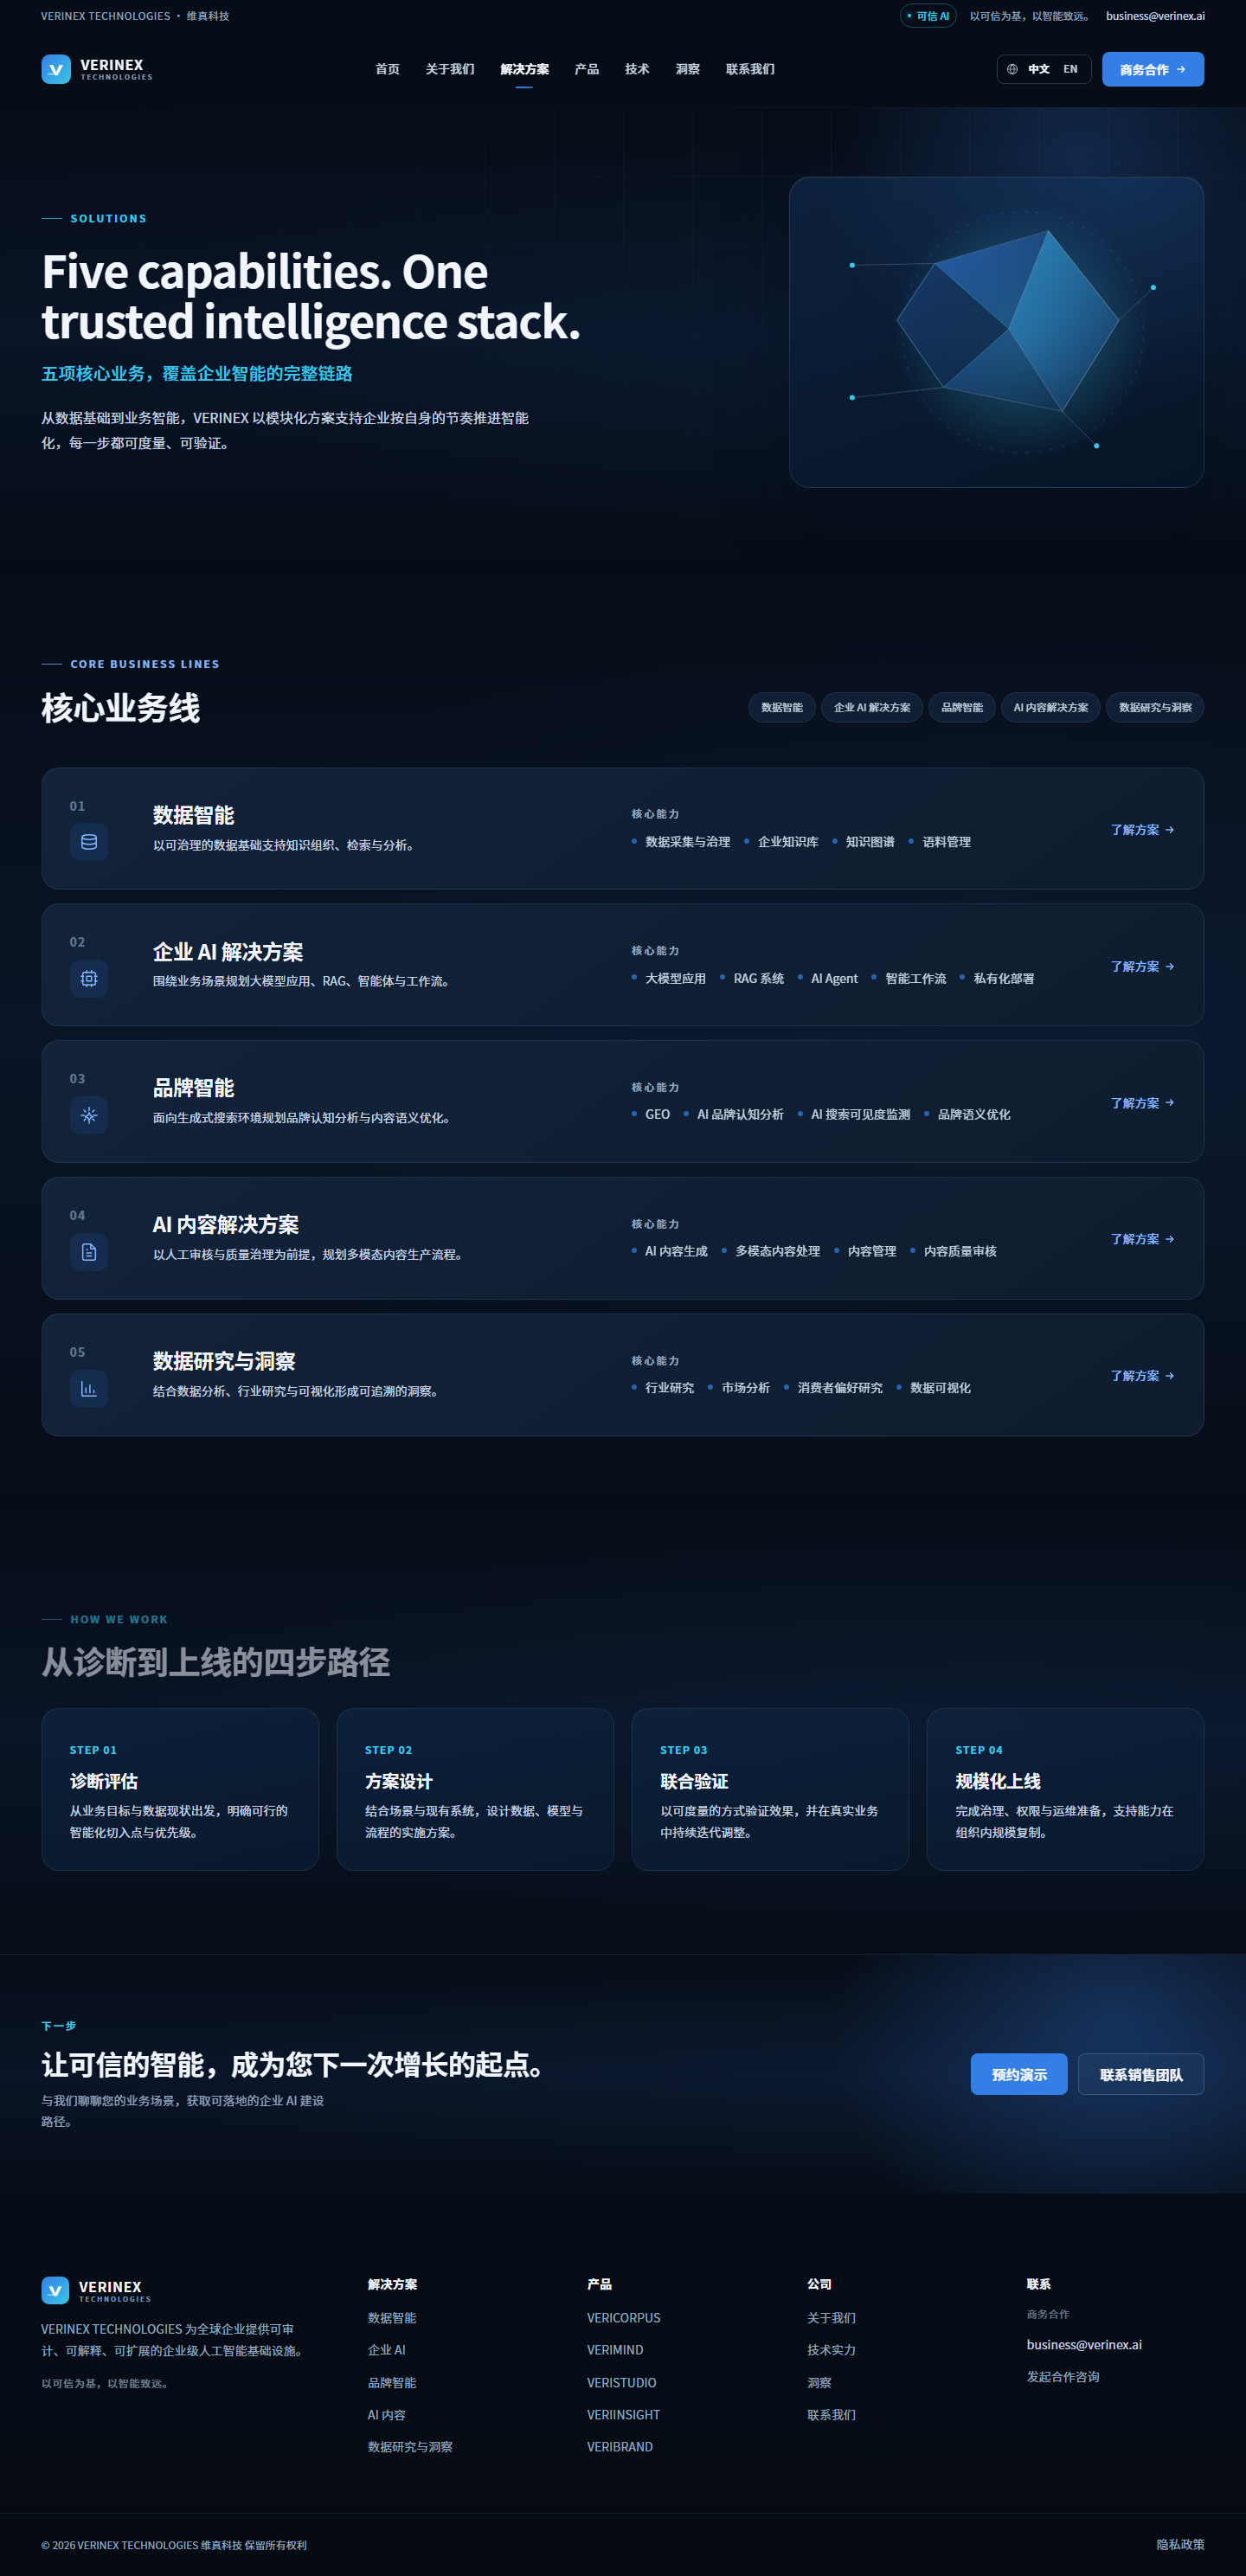 VERINEX TECHNOLOGIES · 维真科技
可信 AI
以可信为基，以智能致远。
business@verinex.ai
VERINEX
TECHNOLOGIES
首页
关于我们
解决方案
产品
技术
洞察
联系我们
中文
EN
商务合作 →
SOLUTIONS
Five capabilities. One
trusted intelligence stack.
五项核心业务，覆盖企业智能的完整链路
从数据基础到业务智能，VERINEX 以模块化方案支持企业按自身的节奏推进智能
化，每一步都可度量、可验证。
CORE BUSINESS LINES
核心业务线
数据智能
企业 AI 解决方案
品牌智能
AI 内容解决方案
数据研究与洞察
01
数据智能
以可治理的数据基础支持知识组织、检索与分析。
核心能力
数据采集与治理
企业知识库
知识图谱
语料管理
了解方案 →
02
企业 AI 解决方案
围绕业务场景规划大模型应用、RAG、智能体与工作流。
核心能力
大模型应用
RAG 系统
AI Agent
智能工作流
私有化部署
了解方案 →
03
品牌智能
面向生成式搜索环境规划品牌认知分析与内容语义优化。
核心能力
GEO
AI 品牌认知分析
AI 搜索可见度监测
品牌语义优化
了解方案 →
04
AI 内容解决方案
以人工审核与质量治理为前提，规划多模态内容生产流程。
核心能力
AI 内容生成
多模态内容处理
内容管理
内容质量审核
了解方案 →
05
数据研究与洞察
结合数据分析、行业研究与可视化形成可追溯的洞察。
核心能力
行业研究
市场分析
消费者偏好研究
数据可视化
了解方案 →
HOW WE WORK
从诊断到上线的四步路径
STEP 01
诊断评估
从业务目标与数据现状出发，明确可行的
智能化切入点与优先级。
STEP 02
方案设计
结合场景与现有系统，设计数据、模型与
流程的实施方案。
STEP 03
联合验证
以可度量的方式验证效果，并在真实业务
中持续迭代调整。
STEP 04
规模化上线
完成治理、权限与运维准备，支持能力在
组织内规模复制。
下一步
让可信的智能，成为您下一次增长的起点。
与我们聊聊您的业务场景，获取可落地的企业 AI 建设
路径。
预约演示
联系销售团队
VERINEX
TECHNOLOGIES
VERINEX TECHNOLOGIES 为全球企业提供可审
计、可解释、可扩展的企业级人工智能基础设施。
以可信为基，以智能致远。
解决方案
数据智能
企业 AI
品牌智能
AI 内容
数据研究与洞察
产品
VERICORPUS
VERIMIND
VERISTUDIO
VERIINSIGHT
VERIBRAND
公司
关于我们
技术实力
洞察
联系我们
联系
商务合作
business@verinex.ai
发起合作咨询
© 2026 VERINEX TECHNOLOGIES 维真科技 保留所有权利
隐私政策